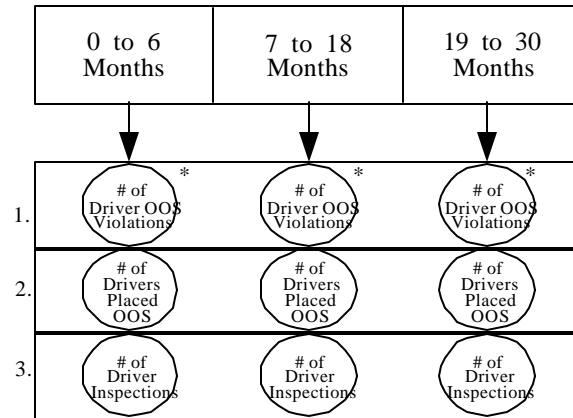 0 to 6 7 to 18 19 to 30
Months Months Months
* * *
# of # of # of
1. Driver OOS Driver OOS Driver OOS
Violations Violations Violations
# of # of # of
2. Drivers Drivers Drivers
Placed Placed Placed
OOS OOS OOS
# of # of # of
3. Driver Driver Driver
Inspections Inspections Inspections